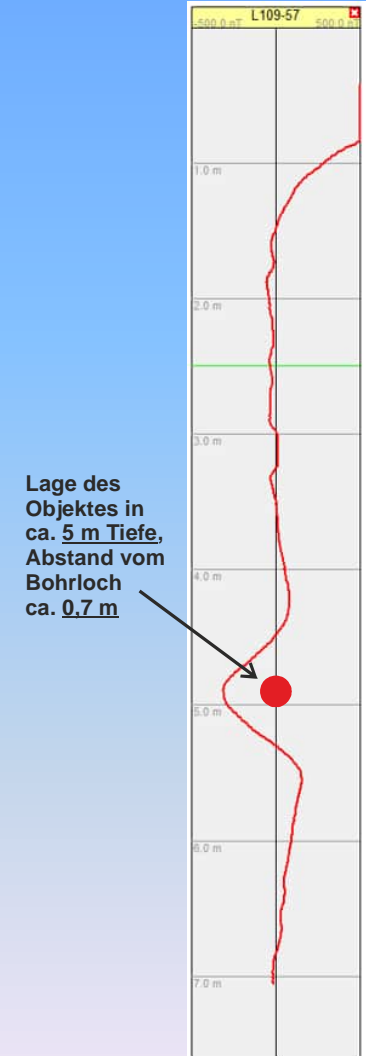 L109-57
-500.0 nT 500.0 nT
1.0 m
2.0 m
3.0 m
Lage des
Objektes in
ca. 5 m Tiefe,
Abstand vom
Bohrloch
ca. 0,7 m
4.0 m
5.0 m
6.0 m
7.0 m